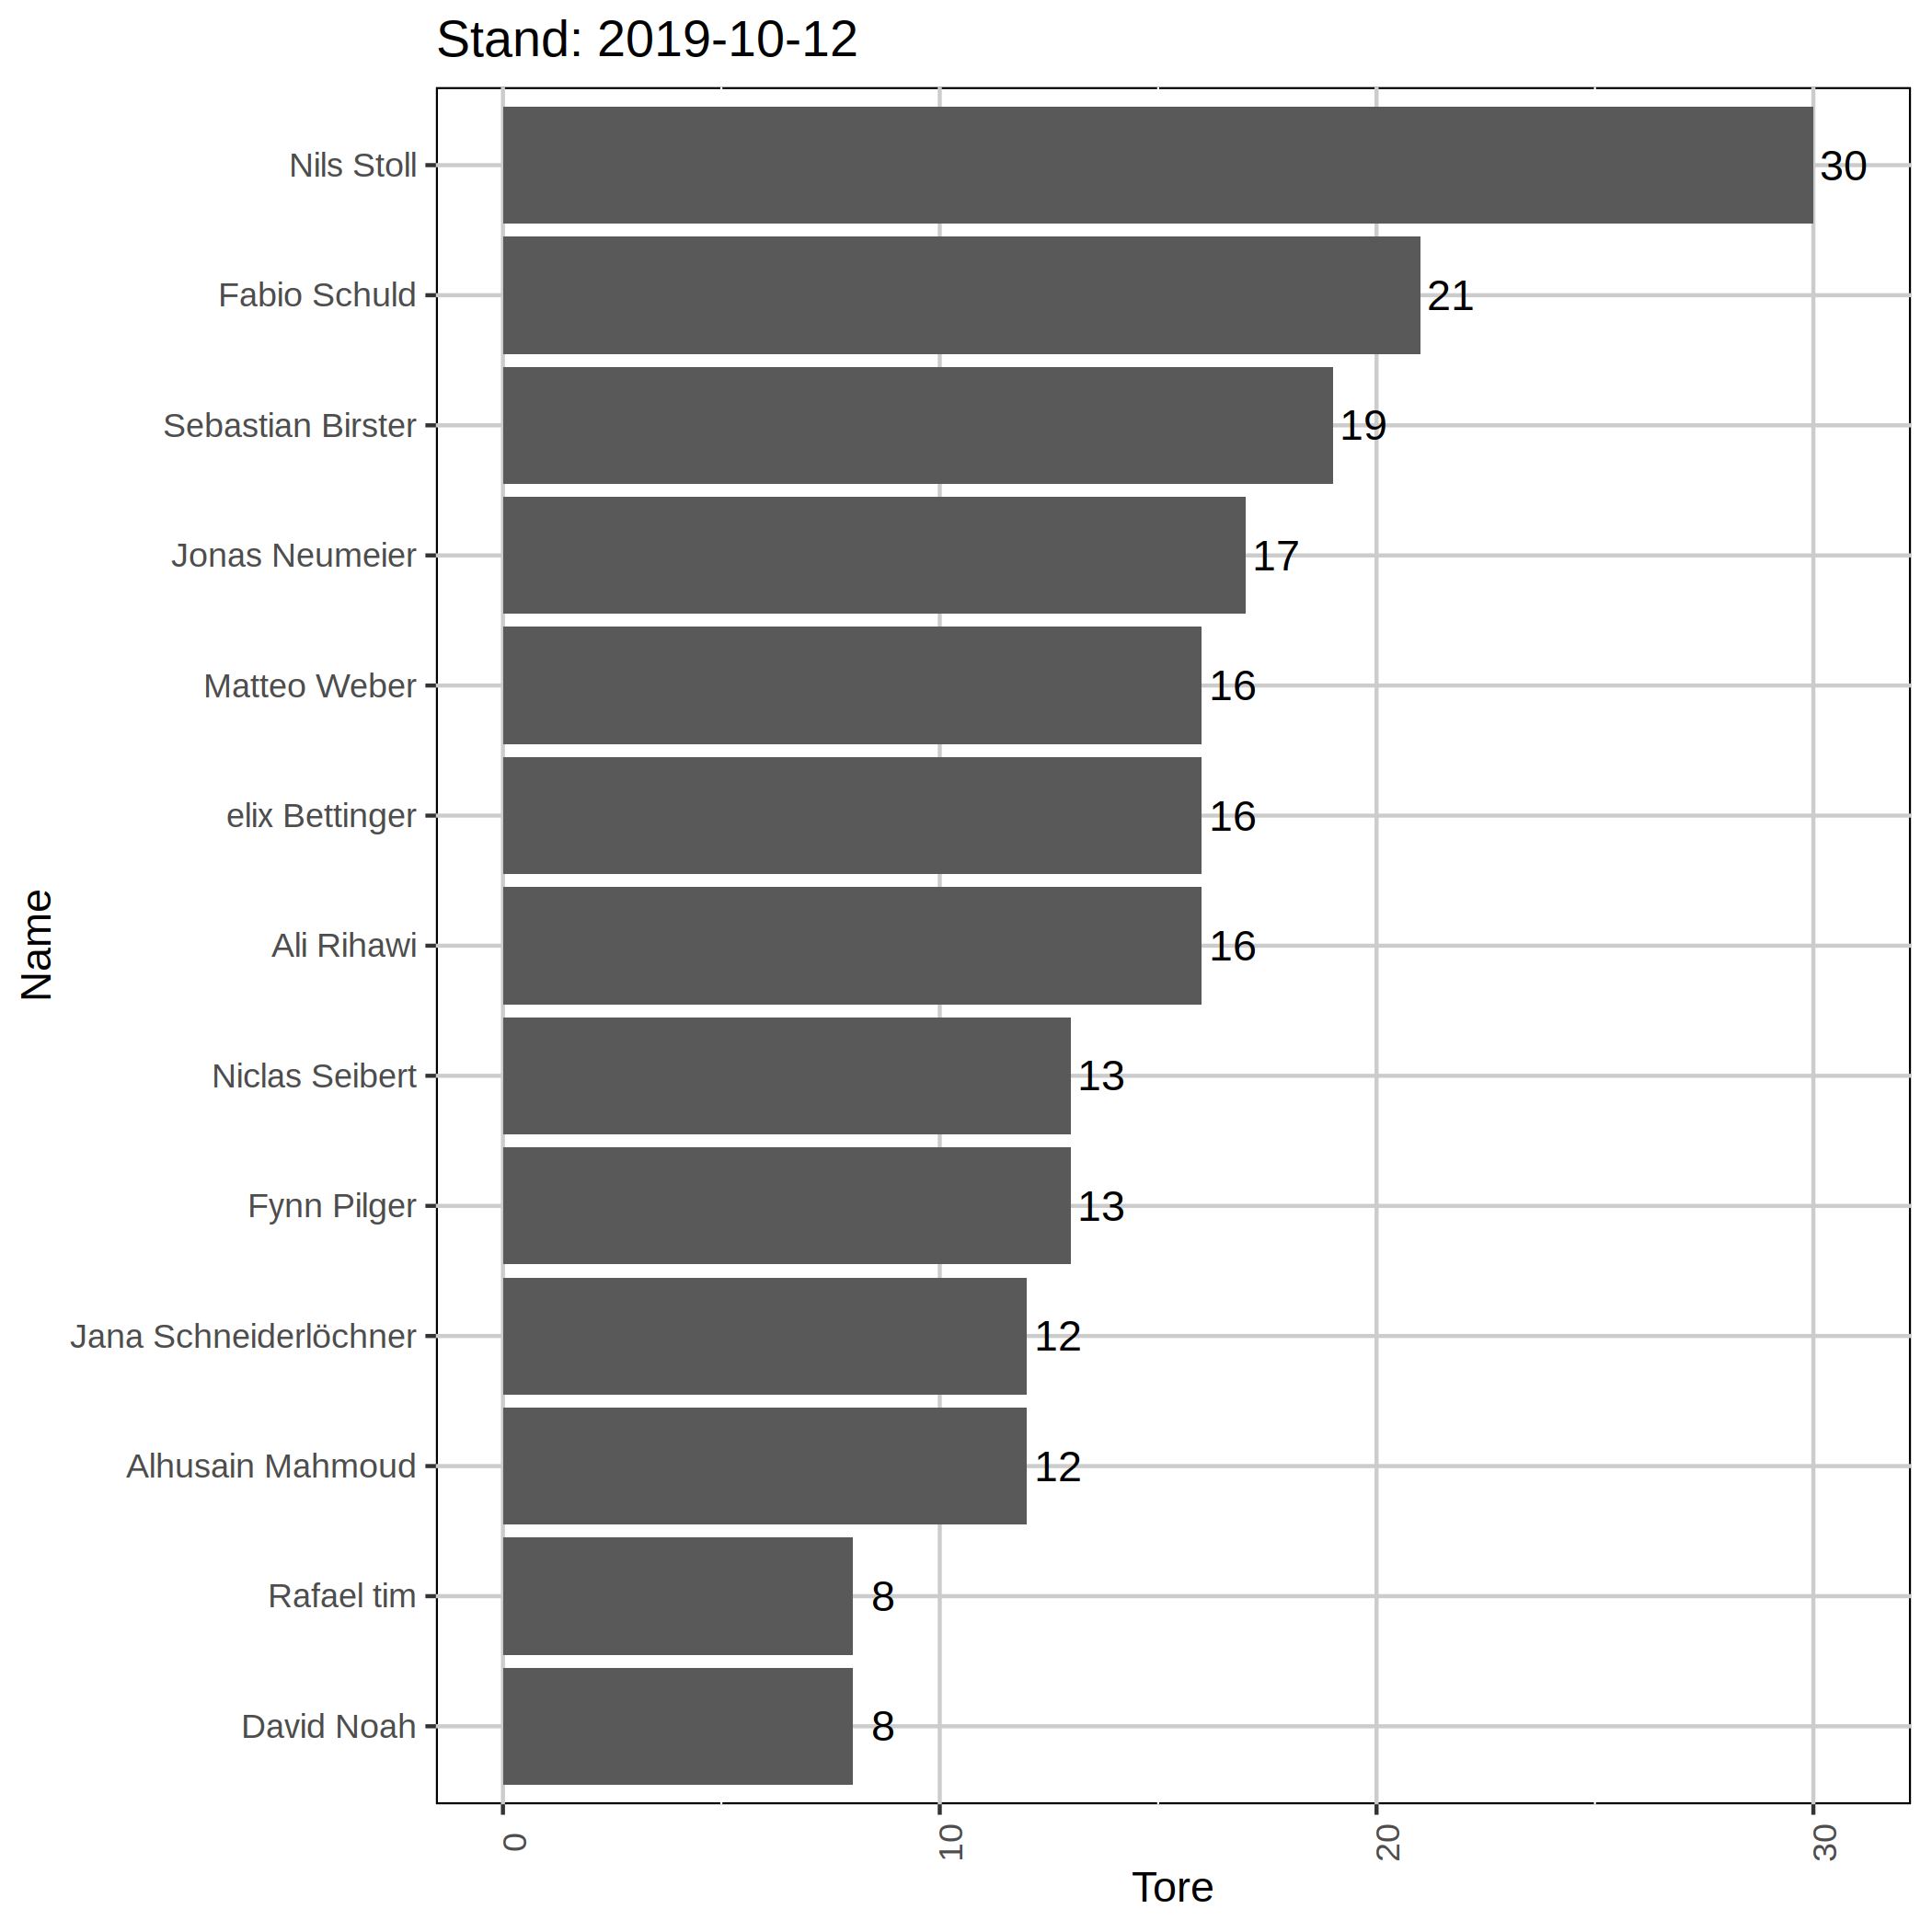 Stand: 2019-10-12
Name
Nils Stoll 30
Fabio Schuld 21
Sebastian Birster 19
Jonas Neumeier 17
Matteo Weber 16
elix Bettinger 16
Ali Rihawi 16
Niclas Seibert 13
Fynn Pilger 13
Jana Schneiderlöchner 12
Alhusain Mahmoud 12
Rafael tim 8
David Noah 8
0 10 20 30
Tore